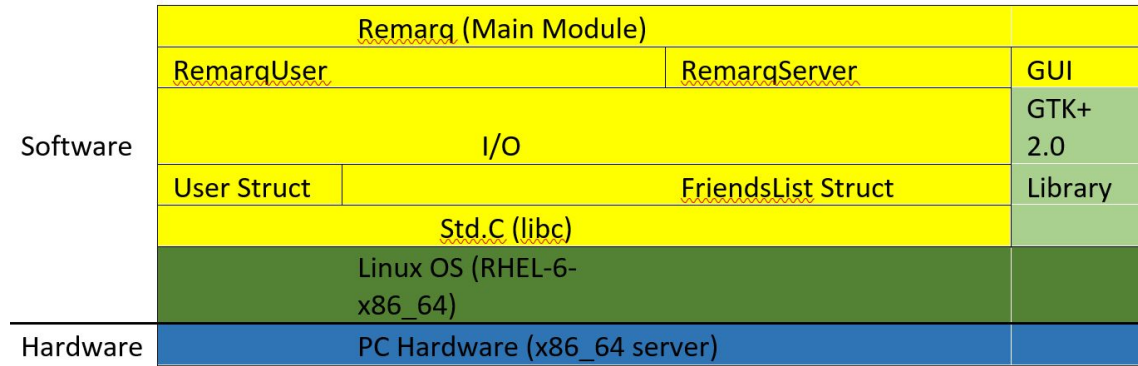 Remarq (Main Module)
RemarqUser
RemarqServer
GUI
Software
I/O
GTK+
2.0
User Struct
FriendsList Struct
Library
Std.C (libc)
Linux OS (RHEL-6-
x86_64)
Hardware
PC Hardware (x86_64 server)